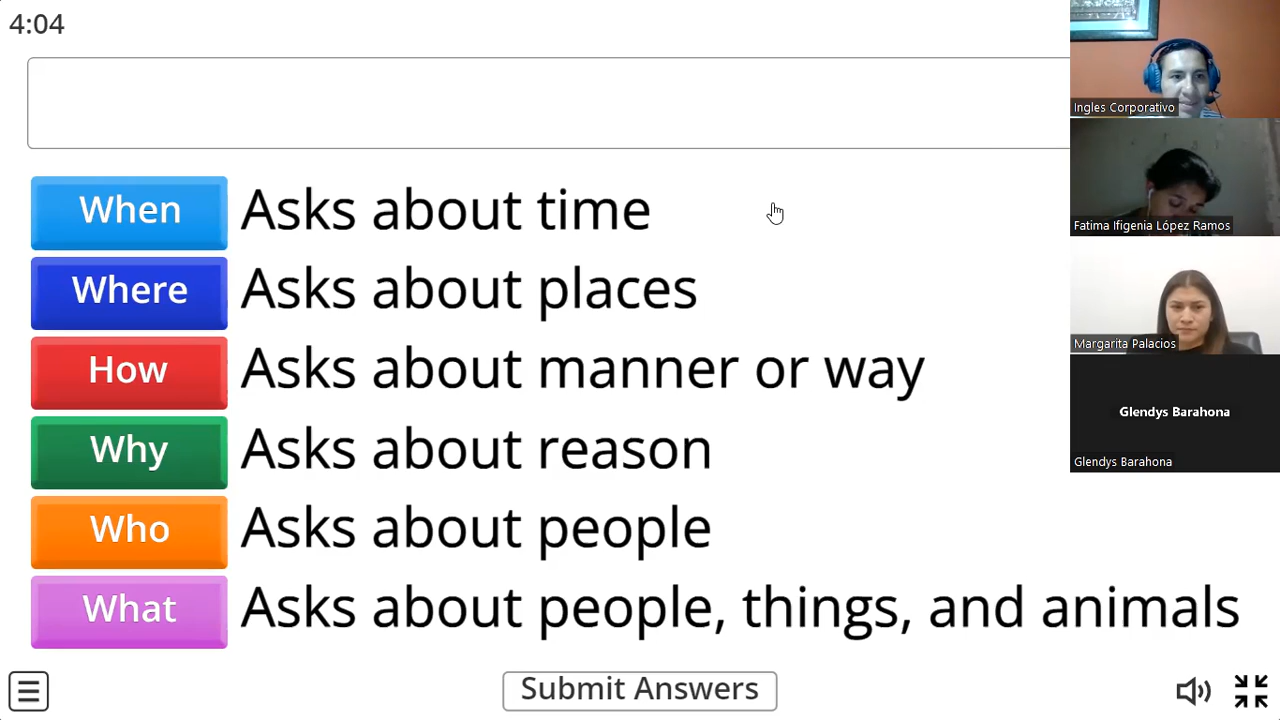 4:04
When Asks about time
Where Asks about places
How Asks about manner or way
Why Asks about reason
Who Asks about people
What Asks about people, things, and animals
Submit Answers
Ingles Corporativo
Fatima Ifigenia López Ramos
Margarita Palacios
Glendys Barahona
Glendys Barahona